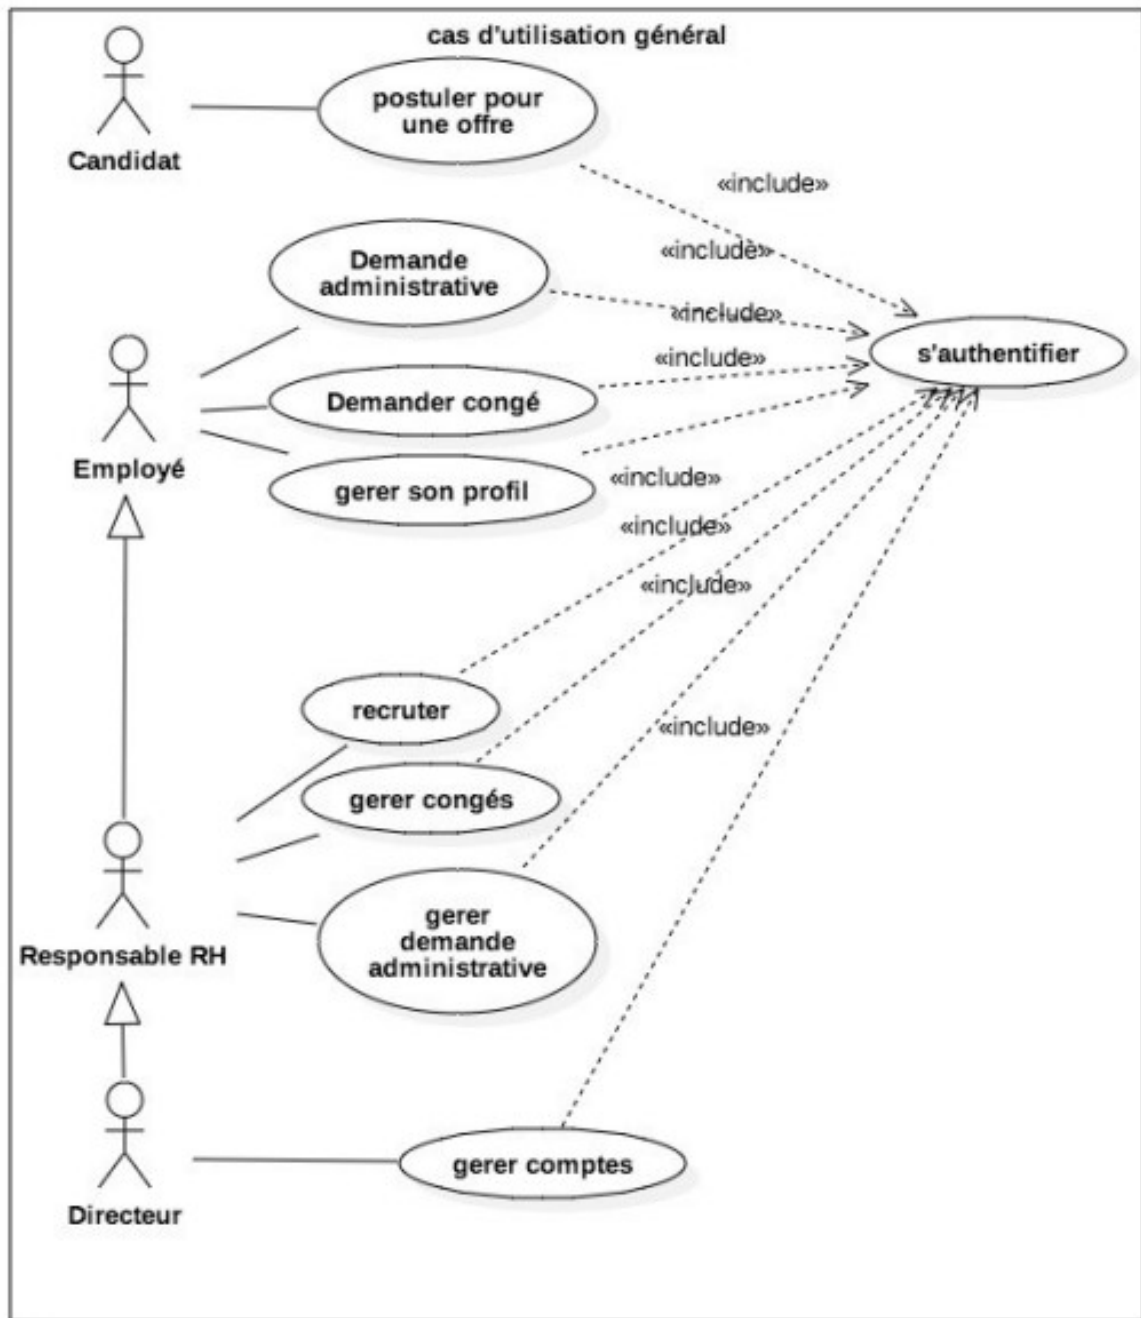 cas d'utilisation général
postuler pour
une offre
Candidat
«include»
«include»
Demande
administrative
«include»
s'authentifier
«include»
Demander congé
Employé
«include»
gerer son profil
«include»
«include»
recruter
«include»
gerer congés
gerer
demande
administrative
Responsable RH
gerer comptes
Directeur